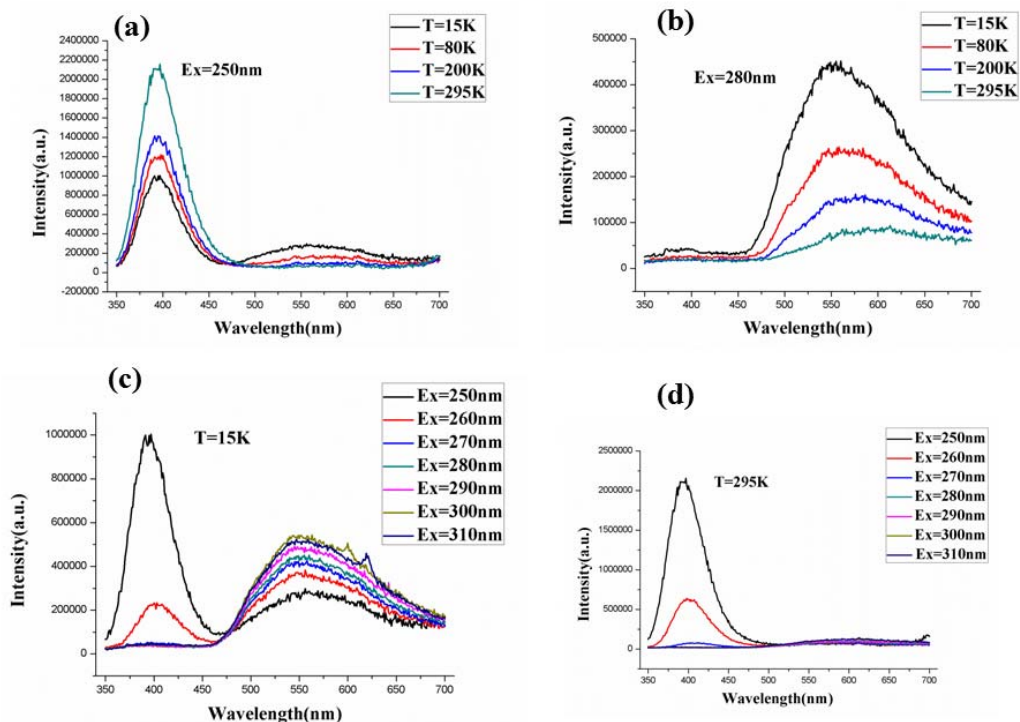 (a)
Ex=250nm
T=15K
T=80K
T=200K
T=295K
2400000
2200000
2000000
1800000
1600000
1400000
1200000
1000000
800000
600000
400000
200000
0
-200000
Intensity(a.u.)
350 400 450 500 550 600 650 700
Wavelength(nm)
(b)
Ex=280nm
T=15K
T=80K
T=200K
T=295K
500000
400000
300000
200000
100000
0
Intensity(a.u.)
350 400 450 500 550 600 650 700
Wavelength(nm)
(c)
T=15K
Ex=250nm
Ex=260nm
Ex=270nm
Ex=280nm
Ex=290nm
Ex=300nm
Ex=310nm
1000000
800000
600000
400000
200000
0
Intensity(a.u.)
350 400 450 500 550 600 650 700
Wavelength(nm)
(d)
T=295K
Ex=250nm
Ex=260nm
Ex=270nm
Ex=280nm
Ex=290nm
Ex=300nm
Ex=310nm
2500000
2000000
1500000
1000000
500000
0
Intensity(a.u.)
350 400 450 500 550 600 650 700
Wavelength(nm)